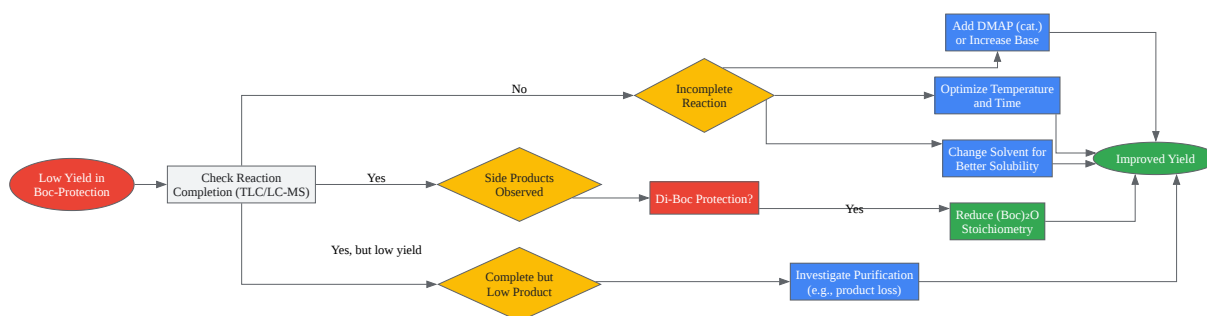 Add DMAP (cat.)
or Increase Base
No
Incomplete
Reaction
Optimize Temperature
and Time
Low Yield in
Boc-Protection
Check Reaction
Completion (TLC/LC-MS)
Yes
Side Products
Observed
Change Solvent for
Better Solubility
Improved Yield
Di-Boc Protection?
Yes
Reduce (Boc)₂O
Stoichiometry
Yes, but low yield
Complete but
Low Product
Investigate Purification
(e.g., product loss)